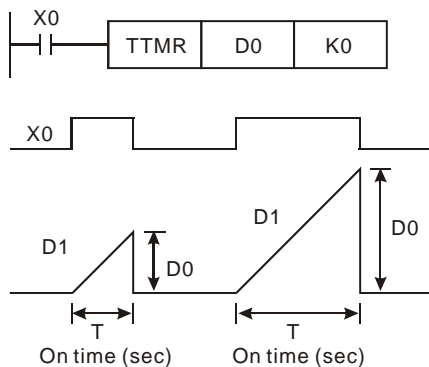 X0
TTMR D0 K0
X0
D1 D0 D1 D0
T T
On time (sec) On time (sec)